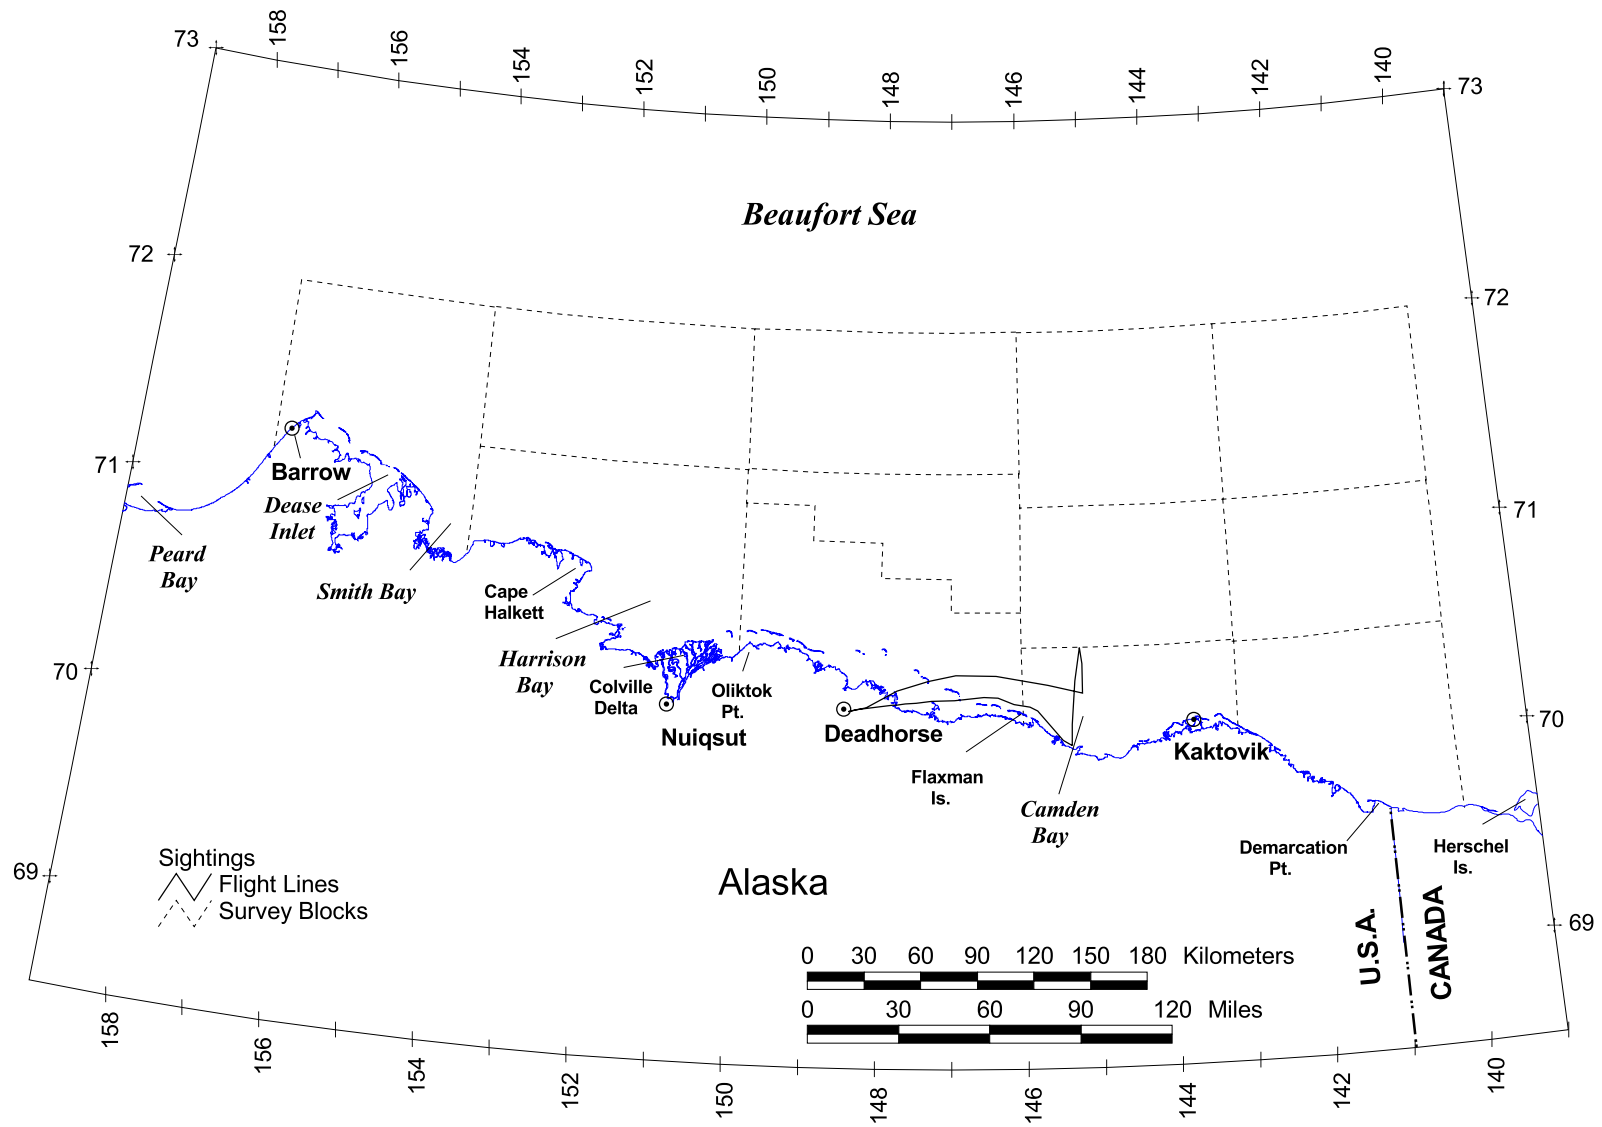 158
156
154
152
150
148
146
144
142
140
73
73
Beaufort Sea
72
72
71
71
Barrow
Dease
Inlet
Peard
Bay
Smith Bay
Cape
Halkett
Harrison
Bay
Colville
Delta
Oliktok
Pt.
Nuiqsut
Deadhorse
Flaxman
Is.
Camden
Bay
Kaktovik
70
70
Demarcation
Pt.
Herschel
Is.
Alaska
69
69
Sightings
Flight Lines
Survey Blocks
U.S.A.
CANADA
0 30 60 90 120 150 180 Kilometers
0 30 60 90 120 Miles
158
156
154
152
150
148
146
144
142
140